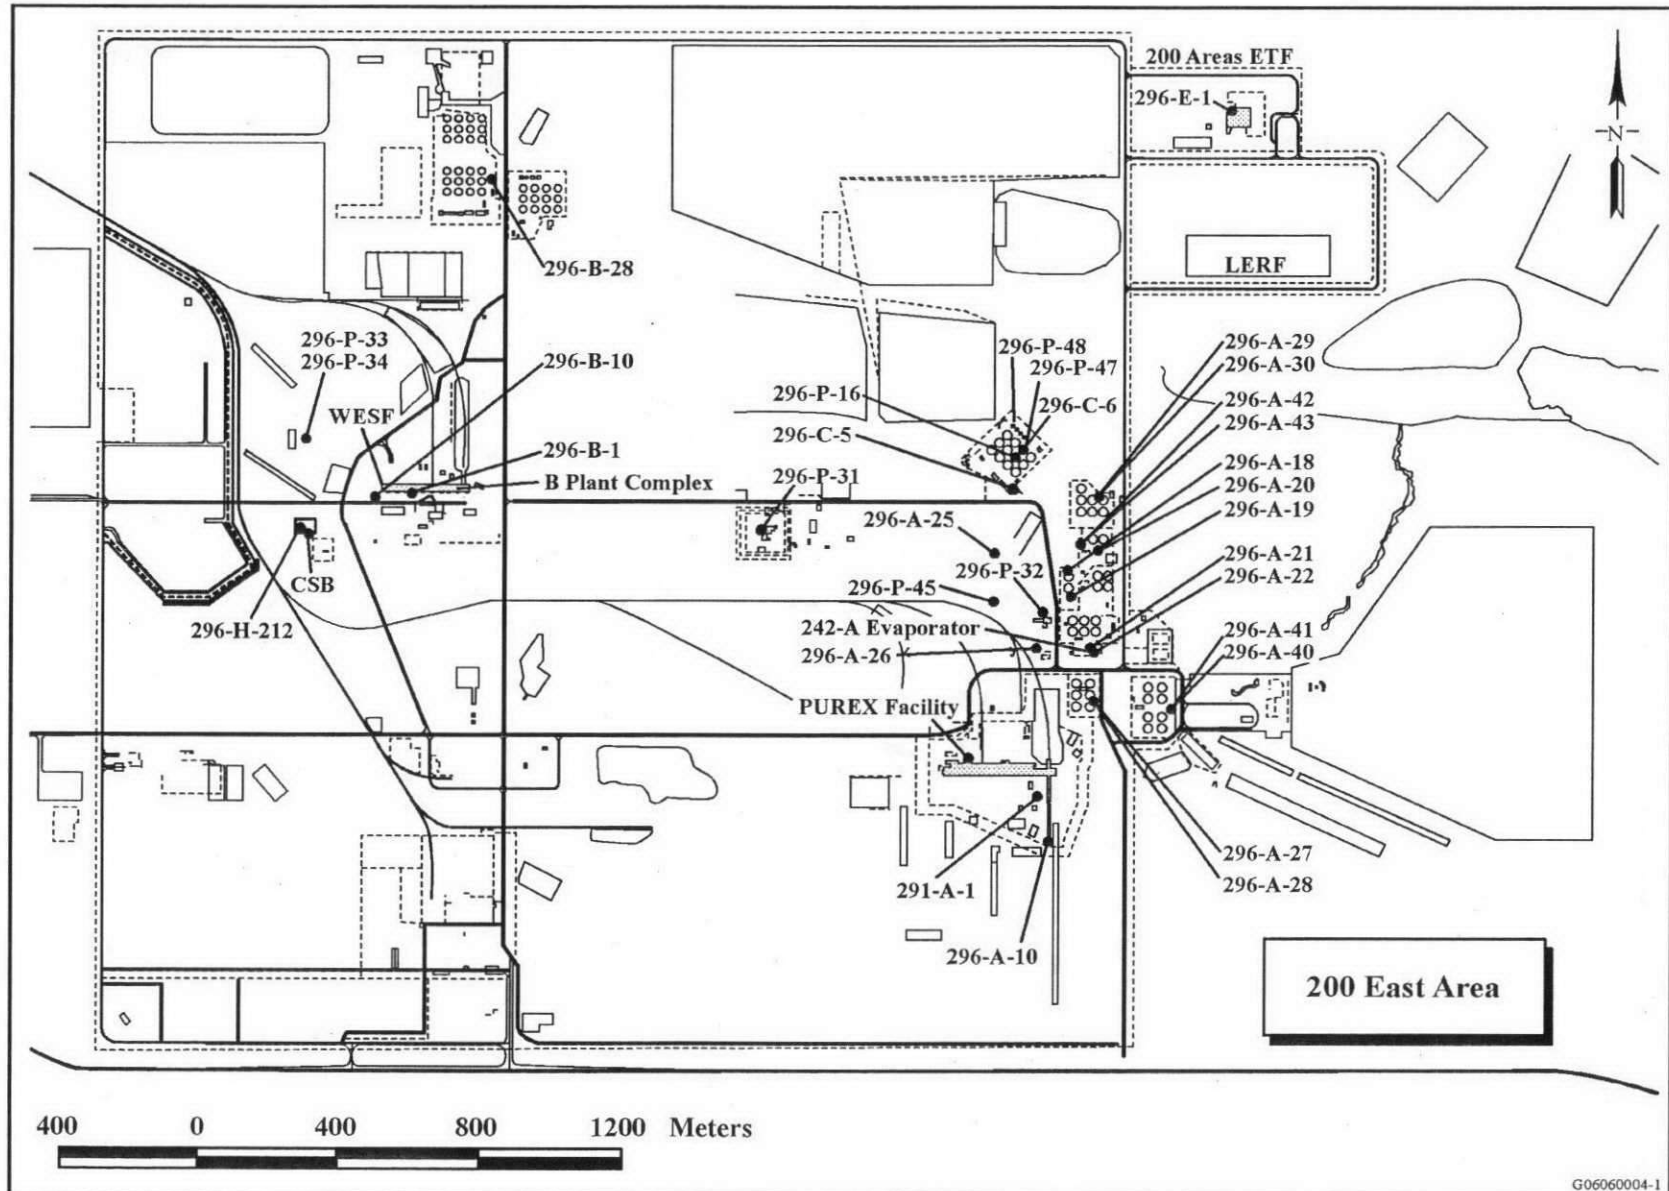 200 Areas ETF
296-E-1
N
LERF
296-B-28
296-P-33
296-P-34
296-B-10
WESF
296-B-1
B Plant Complex
CSB
296-H-212
296-P-48
296-P-47
296-P-16
296-C-6
296-C-5
296-P-31
296-A-25
296-P-32
296-P-45
242-A Evaporator
296-A-26
PUREX Facility
296-A-29
296-A-30
296-A-42
296-A-43
296-A-18
296-A-20
296-A-19
296-A-21
296-A-22
296-A-41
296-A-40
296-A-27
296-A-28
291-A-1
296-A-10
200 East Area
400 0 400 800 1200 Meters
G06060004-1